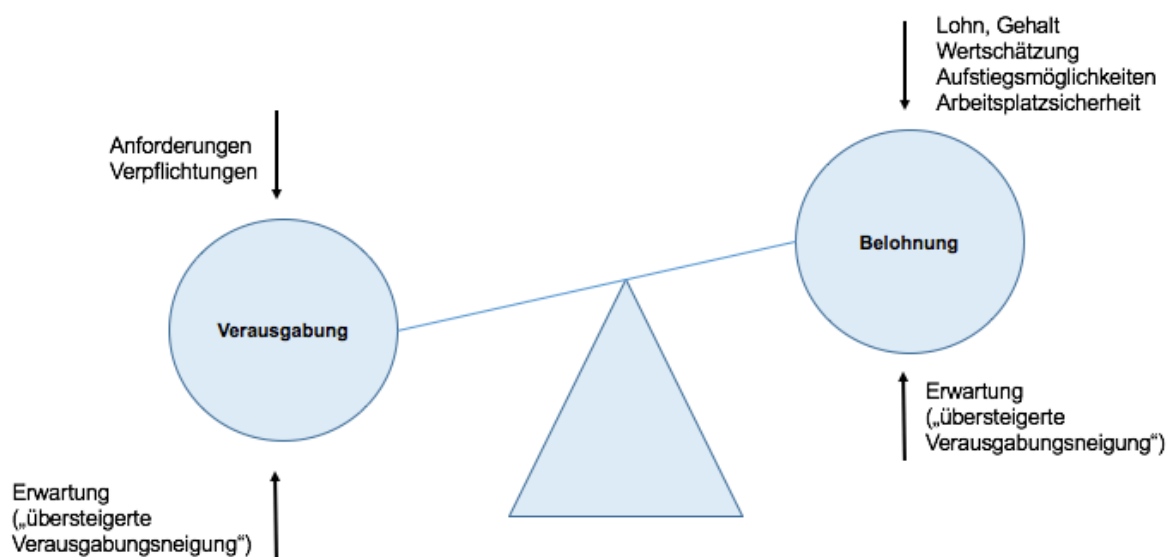 Lohn, Gehalt
Wertschätzung
Aufstiegsmöglichkeiten
Arbeitsplatzsicherheit
Anforderungen
Verpflichtungen
Belohnung
Verausgabung
Erwartung
(„übersteigerte
Verausgabungsneigung“)
Erwartung
(„übersteigerte
Verausgabungsneigung“)